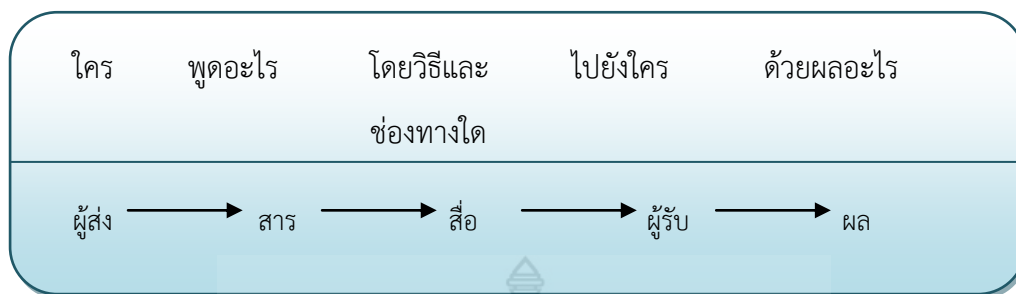 ใคร พูดอะไร โดยวิธีและ ไปยังใคร ด้วยผลอะไร
ช่องทางใด
ผู้ส่ง สาร สื่อ ผู้รับ ผล